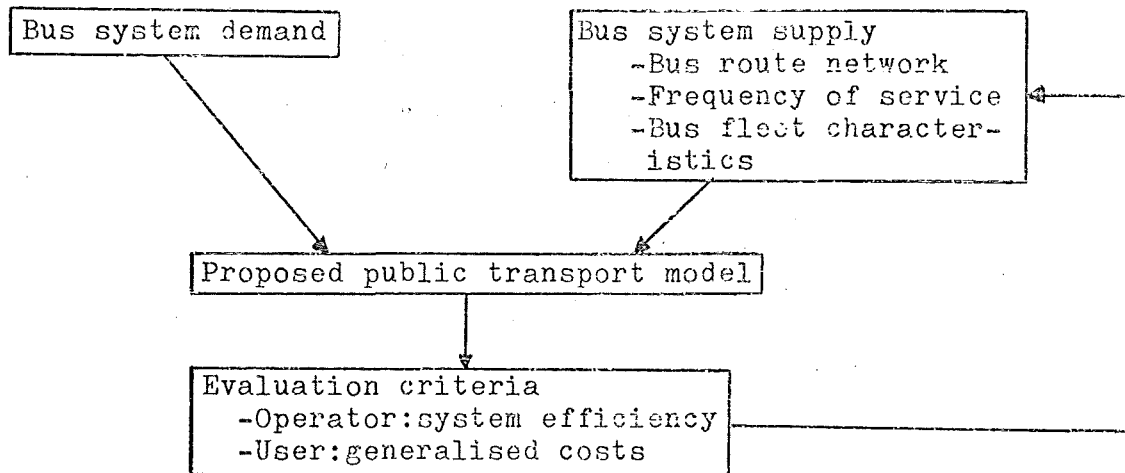 Bus system demand
Bus system supply
-Bus route network
-Frequency of service
-Bus fleet character-
istics
Proposed public transport model
Evaluation criteria
-Operator:system efficiency
-User:generalised costs